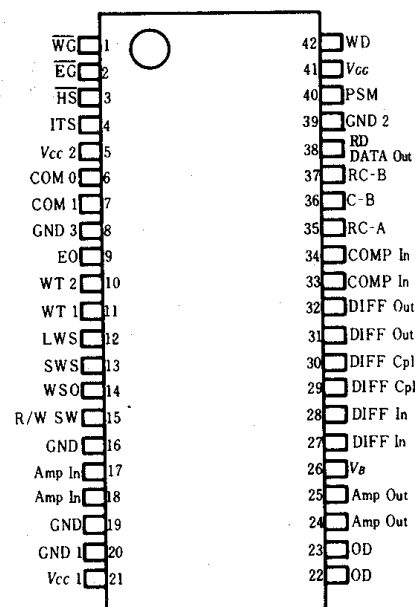 W̅G̅ 1
E̅G̅ 2
H̅S̅ 3
ITS 4
Vcc 2 5
COM 0 6
COM 1 7
GND 3 8
EO 9
WT 2 10
WT 1 11
LWS 12
SWS 13
WSO 14
R/W SW 15
GND 16
Amp In 17
Amp In 18
GND 19
GND 1 20
Vcc 1 21
42 WD
41 VGG
40 PSM
39 GND 2
38 RD DATA Out
37 RC-B
36 C-B
35 RC-A
34 COMP In
33 COMP In
32 DIFF Out
31 DIFF Out
30 DIFF Cpl
29 DIFF Cpl
28 DIFF In
27 DIFF In
26 VB
25 Amp Out
24 Amp Out
23 OD
22 OD